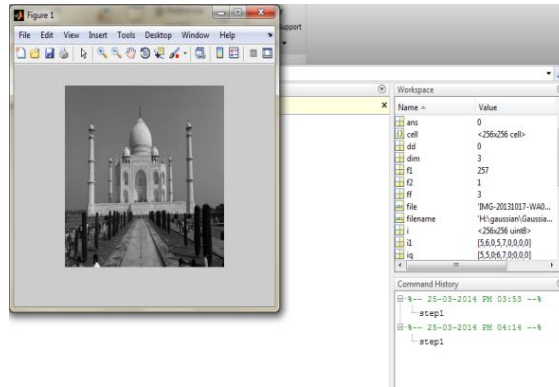 Figure 1
File Edit View Insert Tools Desktop Window Help
Support
Workspace
Name Value
ans 0
cell <256x256 cell>
dd 0
dim 3
f1 257
f2 1
ff 3
file 'IMG-20131017-WA0...
filename 'H:\gaussian\Gaussia...
i <256x256 uint8>
i1 [5,6,0,5,7,0,0,0,0]
iq [5,5,0;6,7,0;0,0,0]
Command History
%-- 25-03-2014 PM 03:53 --%
step1
%-- 25-03-2014 PM 04:14 --%
step1